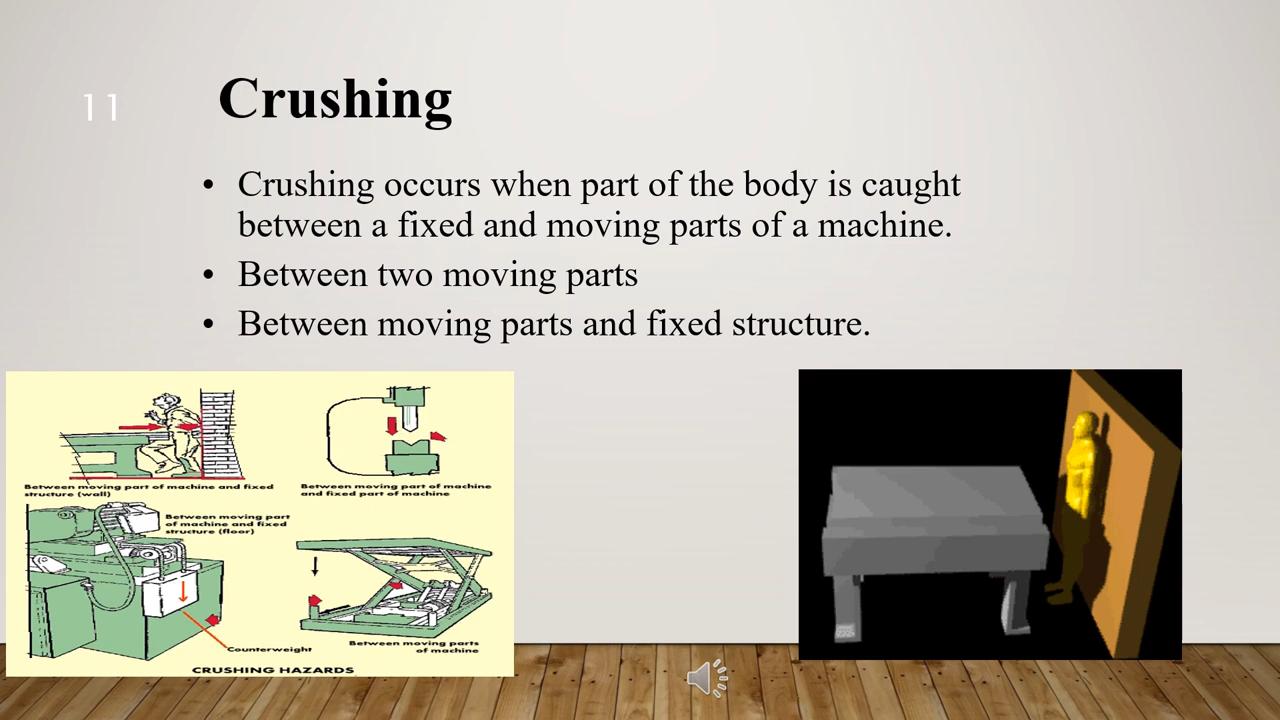 11
Crushing
• Crushing occurs when part of the body is caught
between a fixed and moving parts of a machine.
• Between two moving parts
• Between moving parts and fixed structure.
Between moving part of machine and fixed
structure (wall)
Between moving part of machine
and fixed part of machine
Between moving part
of machine and fixed
structure (floor)
Counterweight
Between moving parts
of machine
CRUSHING HAZARDS